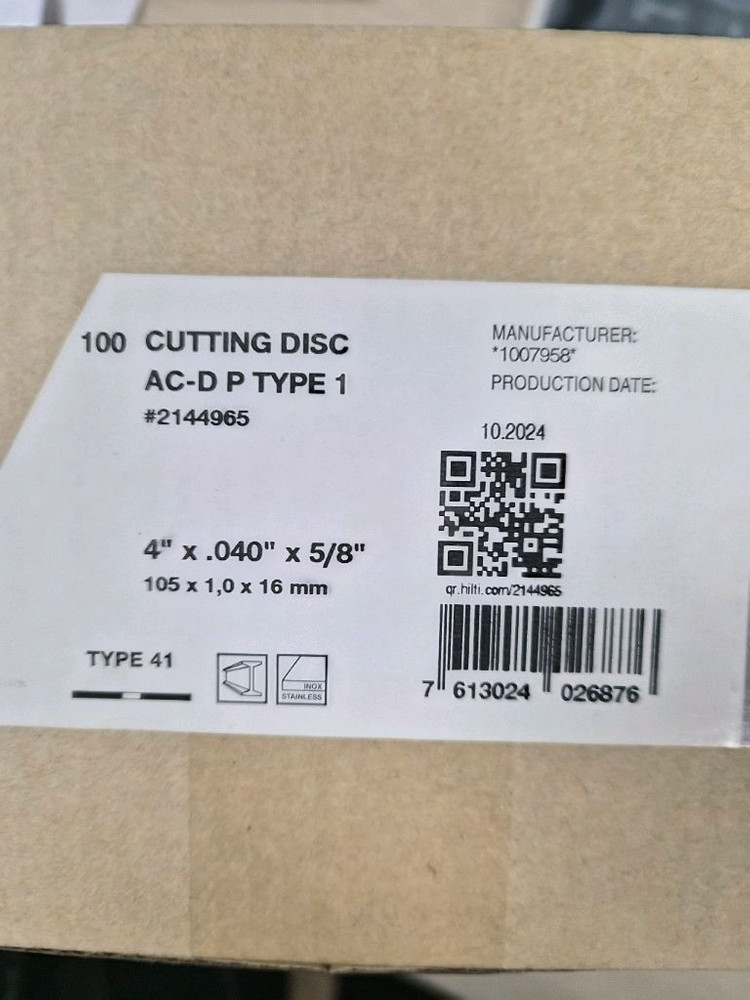 100 CUTTING DISC
AC-D P TYPE 1
#2144965
4" x .040" x 5/8"
105 x 1,0 x 16 mm
TYPE 41
INOX
STAINLESS
MANUFACTURER:
*1007958*
PRODUCTION DATE:
10.2024
qr.hilti.com/2144965
7 613024 026876